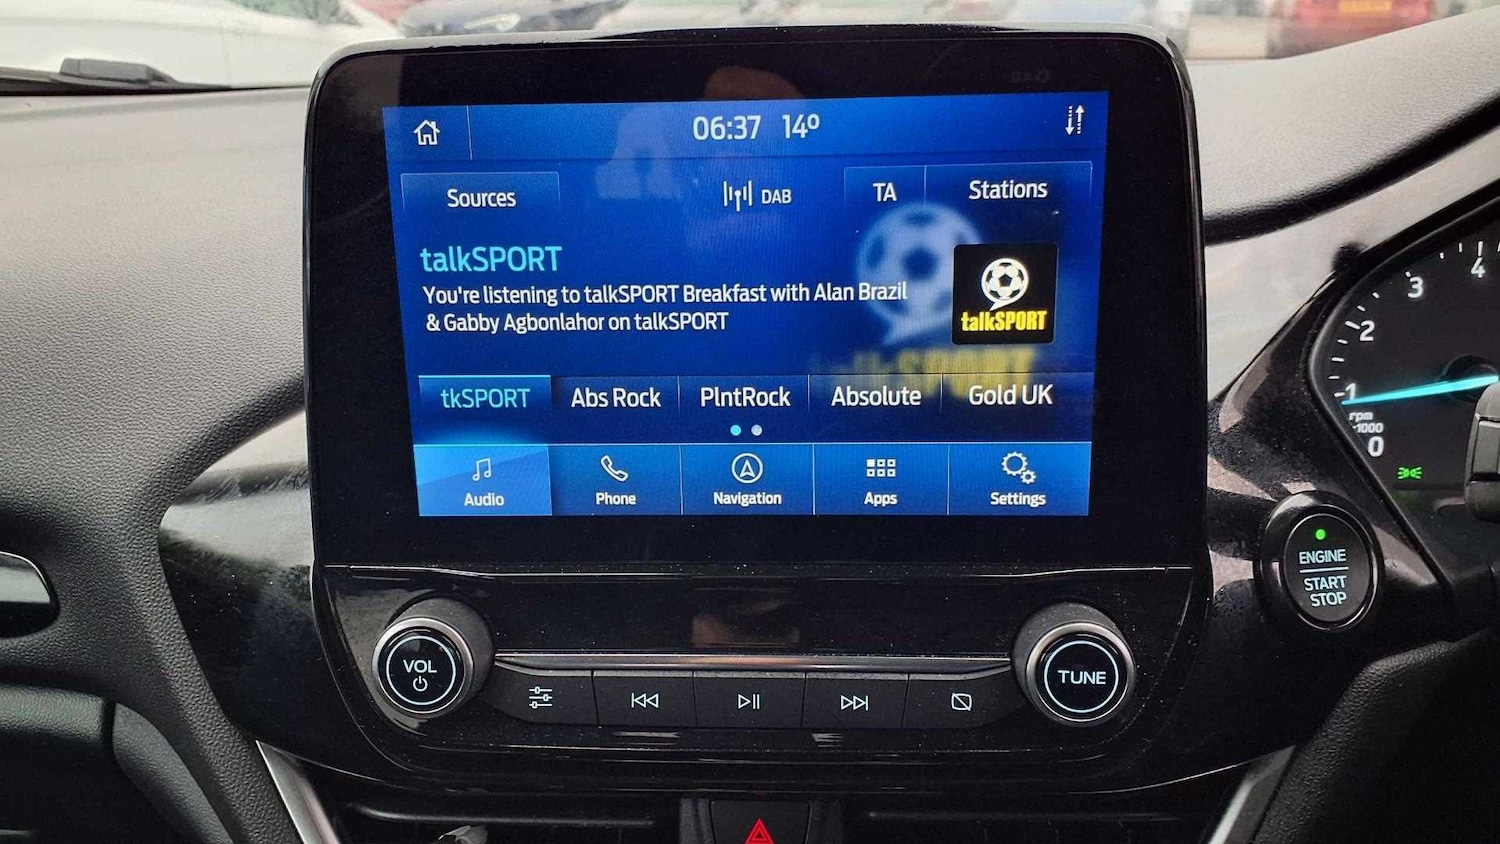 06:37 14°
Sources
DAB
TA
Stations
talkSPORT
You're listening to talkSPORT Breakfast with Alan Brazil
& Gabby Agbonlahor on talkSPORT
talkSPORT
tkSPORT
Abs Rock
PlntRock
Absolute
Gold UK
Audio
Phone
Navigation
Apps
Settings
VOL
TUNE
ENGINE
START
STOP
4
3
2
1
rpm
x1000
0